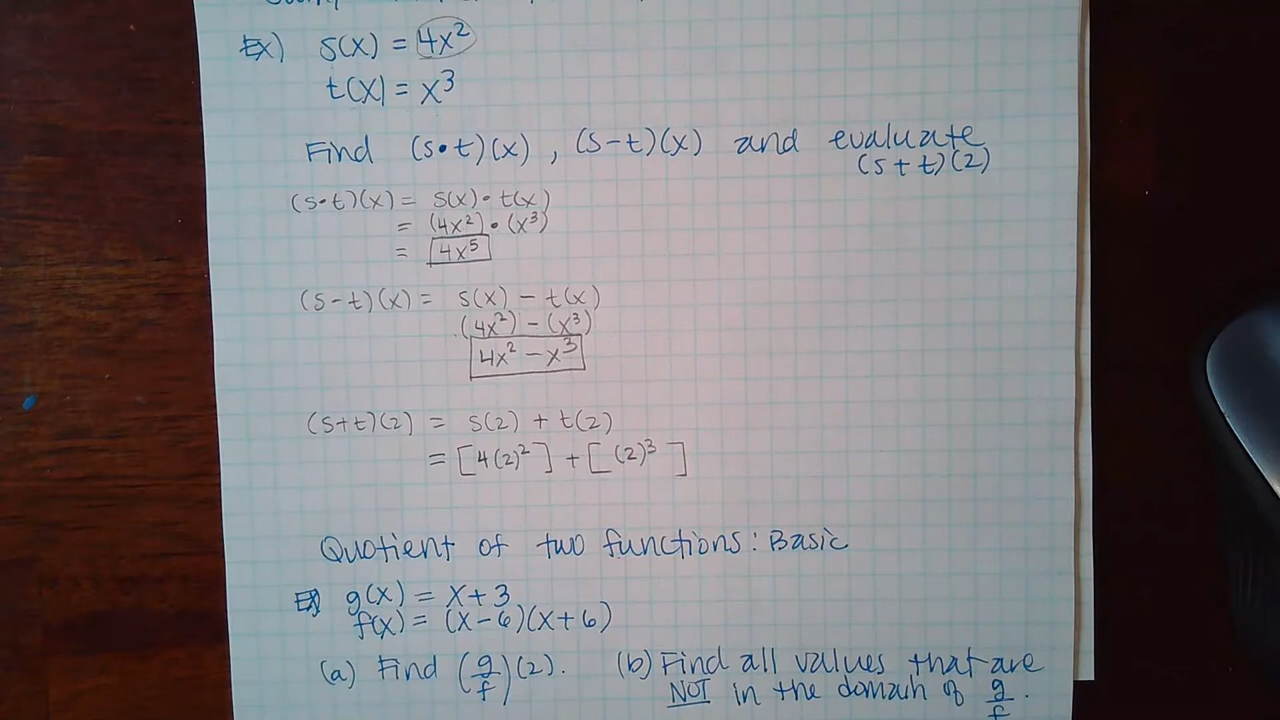 Ex) s(x) = 4x²
t(x) = x³
Find (s•t)(x), (s-t)(x) and evaluate
(s+t)(2)
(s•t)(x) = s(x)•t(x)
= (4x²)•(x³)
= 4x⁵
(s-t)(x) = s(x) - t(x)
(4x²) - (x³)
4x² - x³
(s+t)(2) = s(2) + t(2)
= [4(2)²] + [(2)³]
Quotient of two functions: Basic
Ex) g(x) = x+3
f(x) = (x-6)(x+6)
(a) Find (g/f)(2). (b) Find all values that are
NOT in the domain of g/f.